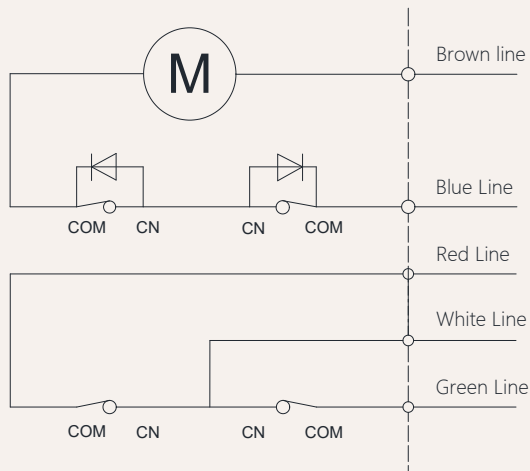 M
Brown line
Blue Line
COM CN CN COM
Red Line
White Line
Green Line
COM CN CN COM